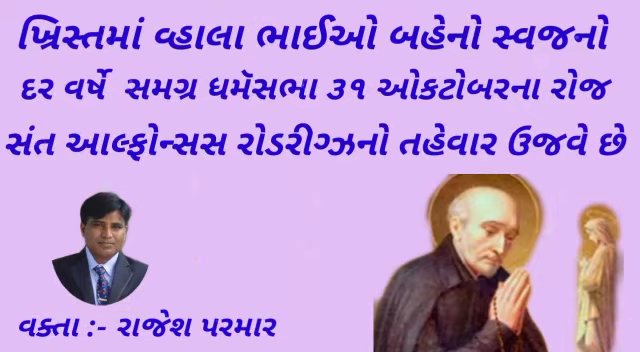 ખ્રિસ્તમાં વ્હાલા ભાઈઓ બહેનો સ્વજનો
દર વર્ષે સમગ્ર ધર્મસભા ૩૧ ઓક્ટોબરના રોજ
સંત આલ્ફોન્સસ રોડરીગ્ઝનો તહેવાર ઉજવે છે
વક્તા :- રાજેશ પરમાર